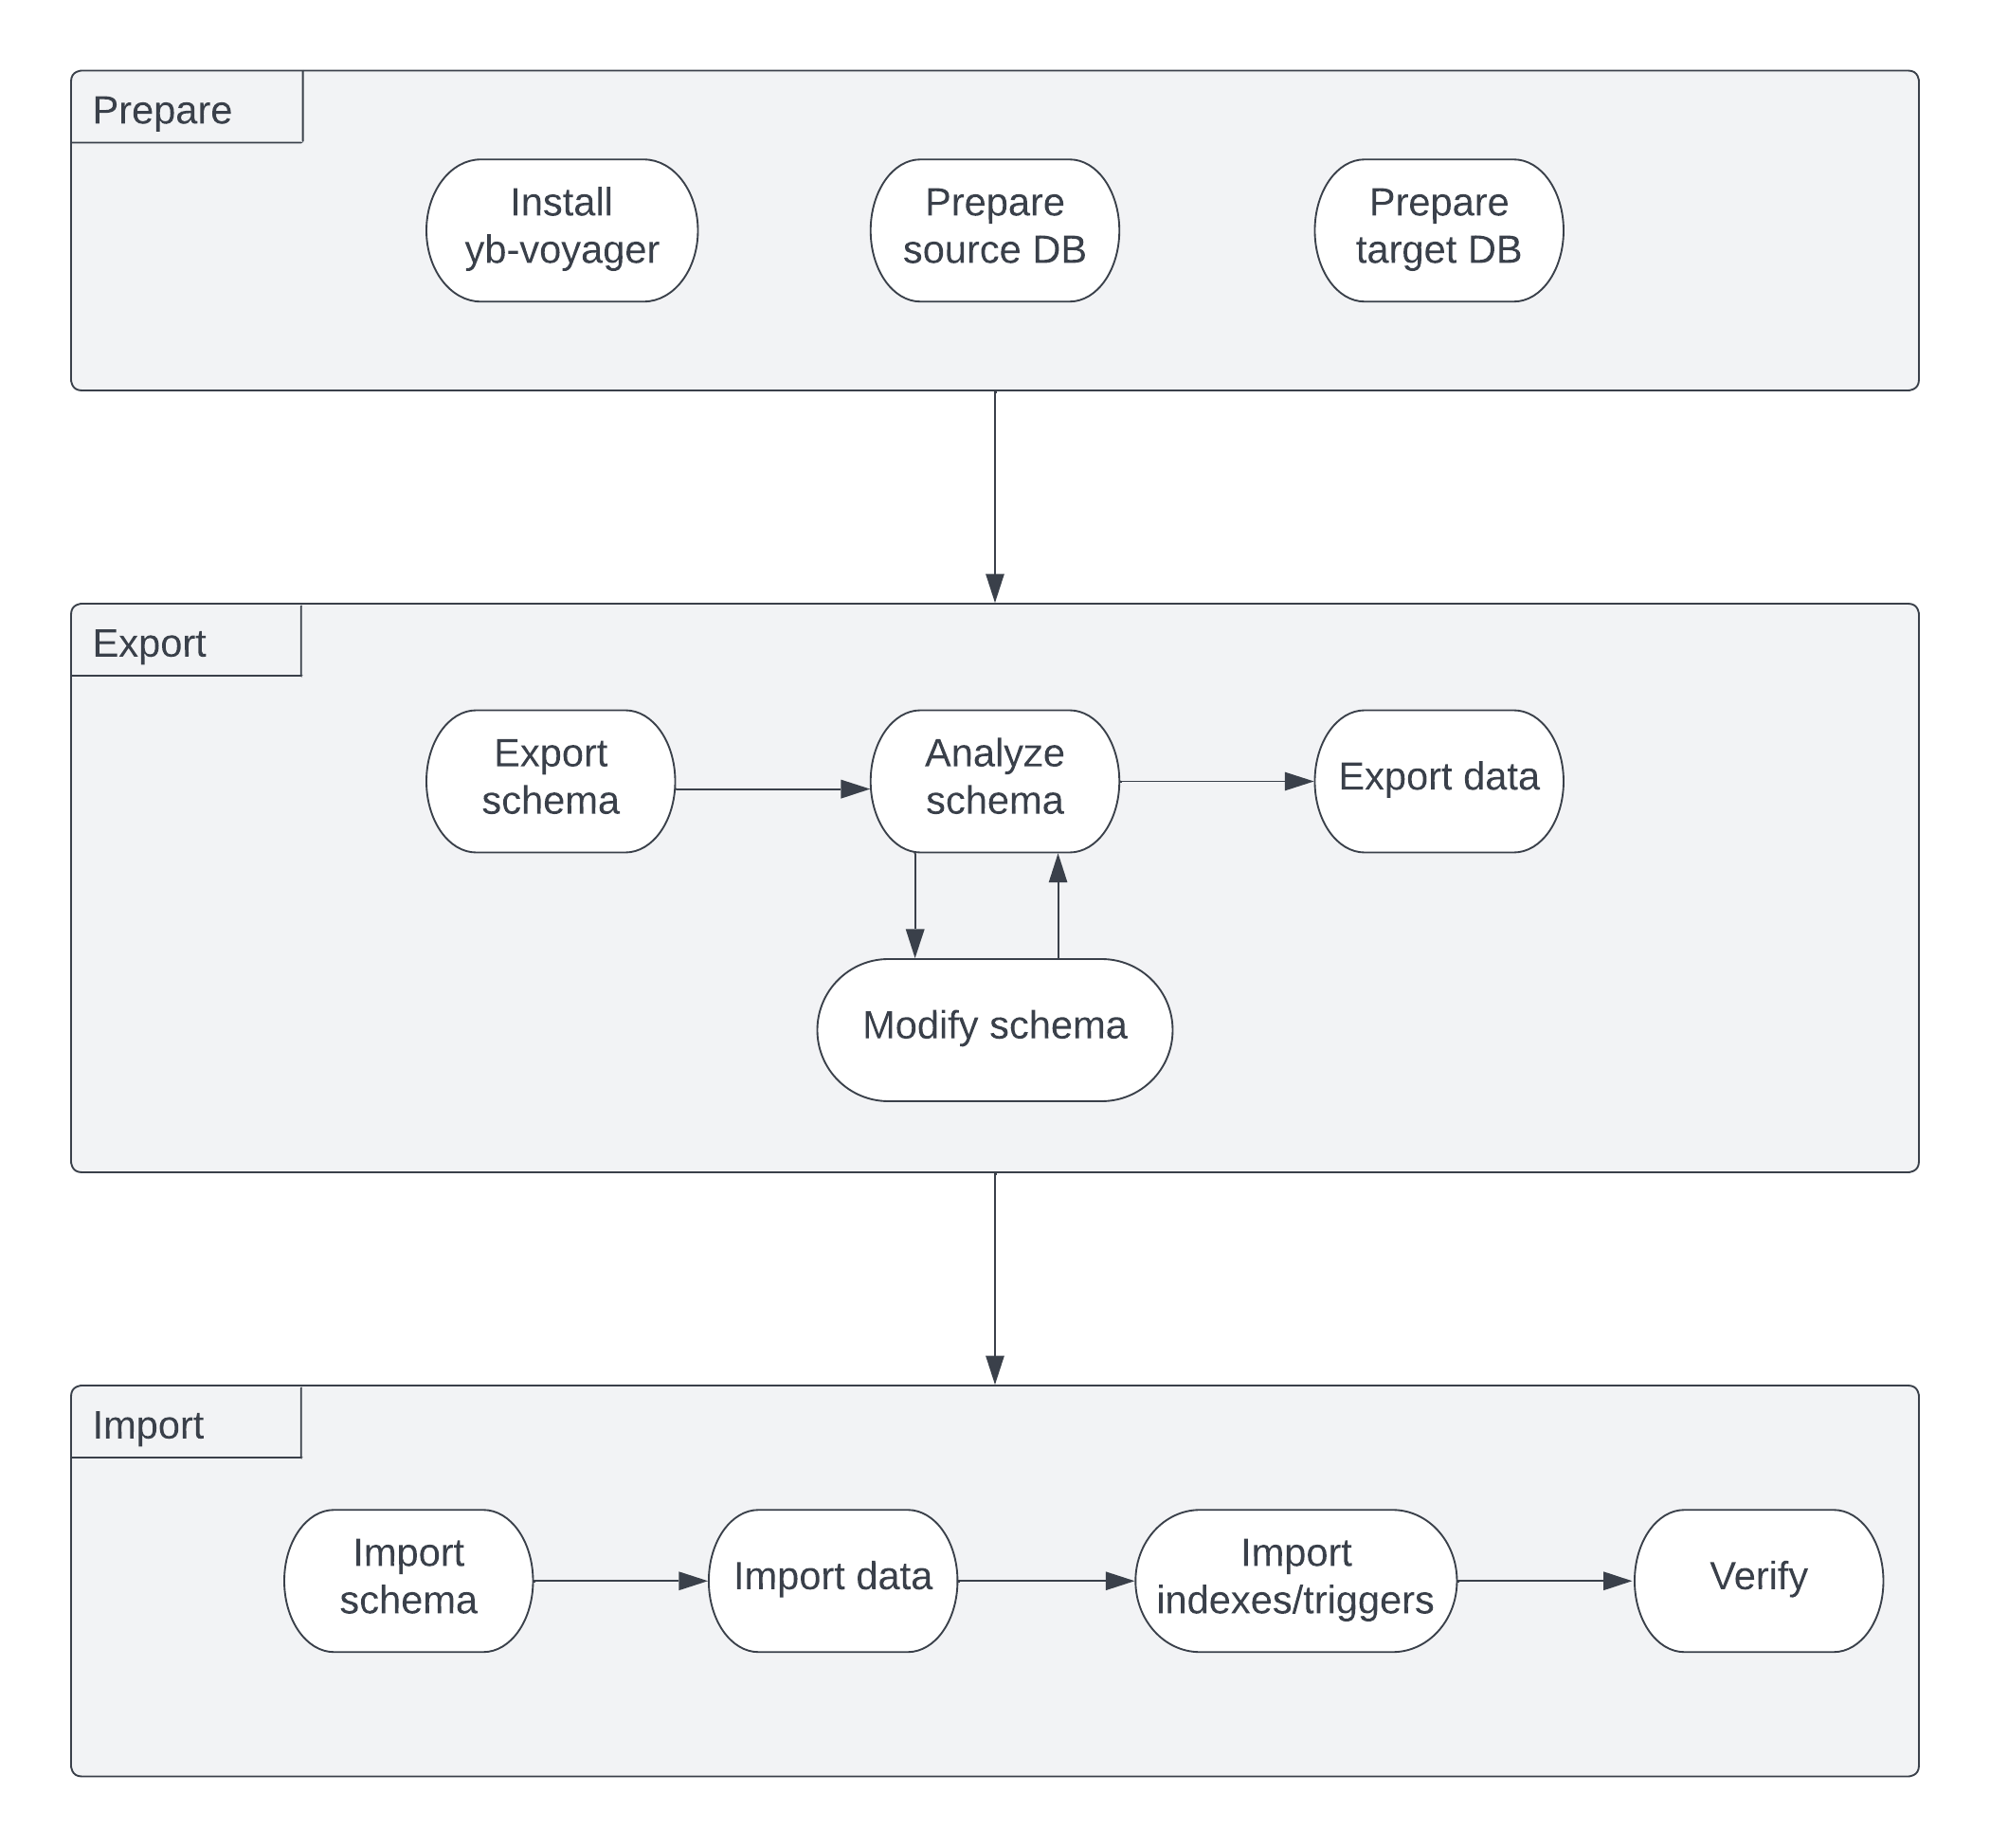 Prepare
Install
yb-voyager
Prepare
source DB
Prepare
target DB
Export
Export
schema
Analyze
schema
Export data
Modify schema
Import
Import
schema
Import data
Import
indexes/triggers
Verify